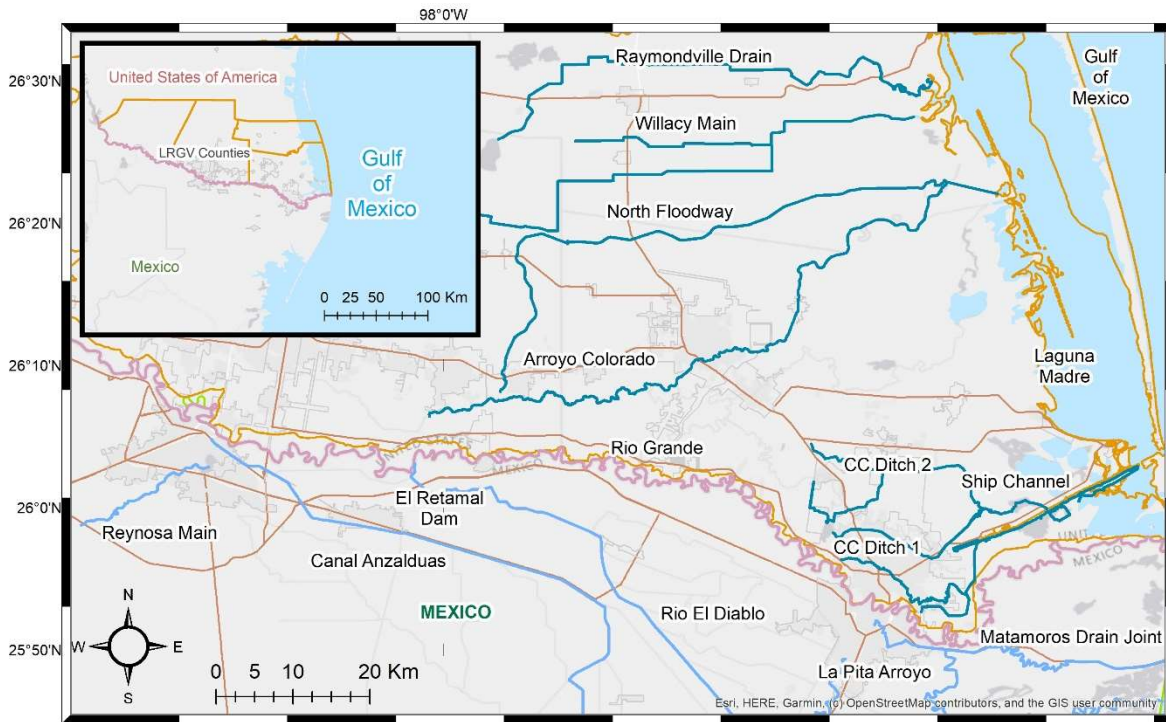 98°0'W
26°30'N
26°20'N
26°10'N
26°0'N
25°50'N
United States of America
LRGV Counties
Gulf
of
Mexico
Mexico
0 25 50 100 Km
Raymondville Drain
Gulf
of
Mexico
Willacy Main
North Floodway
Arroyo Colorado
Laguna
Madre
UNITED STATES
MEXICO
Rio Grande
CC Ditch 2
Ship Channel
El Retamal
Dam
Reynosa Main
CC Ditch 1
Canal Anzalduas
MEXICO
MEXICO
Rio El Diablo
Matamoros Drain Joint
La Pita Arroyo
N
W E
S
0 5 10 20 Km
Esri, HERE, Garmin, (c) OpenStreetMap contributors, and the GIS user community